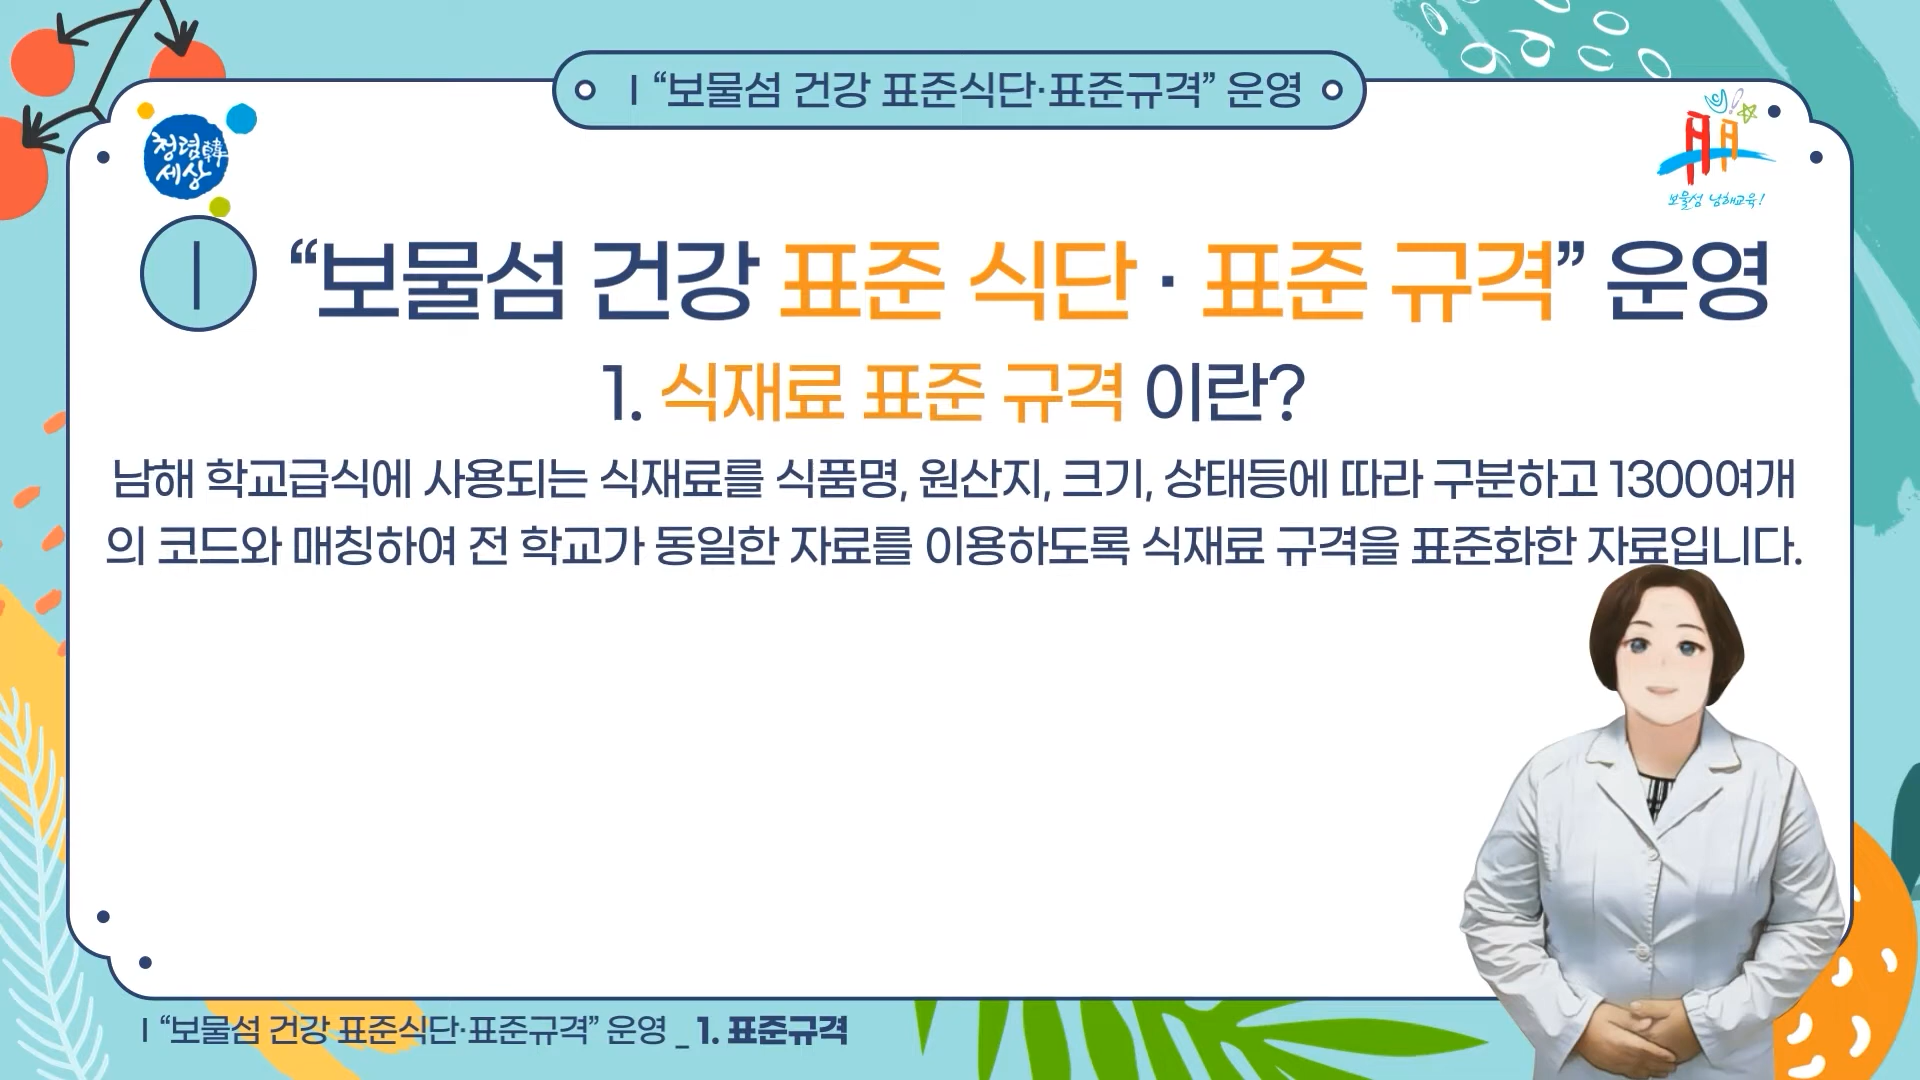 Ⅰ “보물섬 건강 표준식단·표준규격” 운영
청렴韓
세상
보물섬 남해교육!
Ⅰ “보물섬 건강 표준 식단 · 표준 규격” 운영
1. 식재료 표준 규격 이란?
남해 학교급식에 사용되는 식재료를 식품명, 원산지, 크기, 상태등에 따라 구분하고 1300여개
의 코드와 매칭하여 전 학교가 동일한 자료를 이용하도록 식재료 규격을 표준화한 자료입니다.
Ⅰ “보물섬 건강 표준식단·표준규격” 운영 _ 1. 표준규격